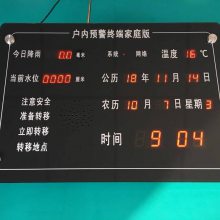 户内预警终端家庭版
今日降雨 0.0 毫米 系统 网络 温度 16 ℃
当前水位 0000 厘米 公历 18 年 11 月 14 日
注意安全 农历 10 月 7 日 星期 3
准备转移
立即转移
转移地点
时间 9 04